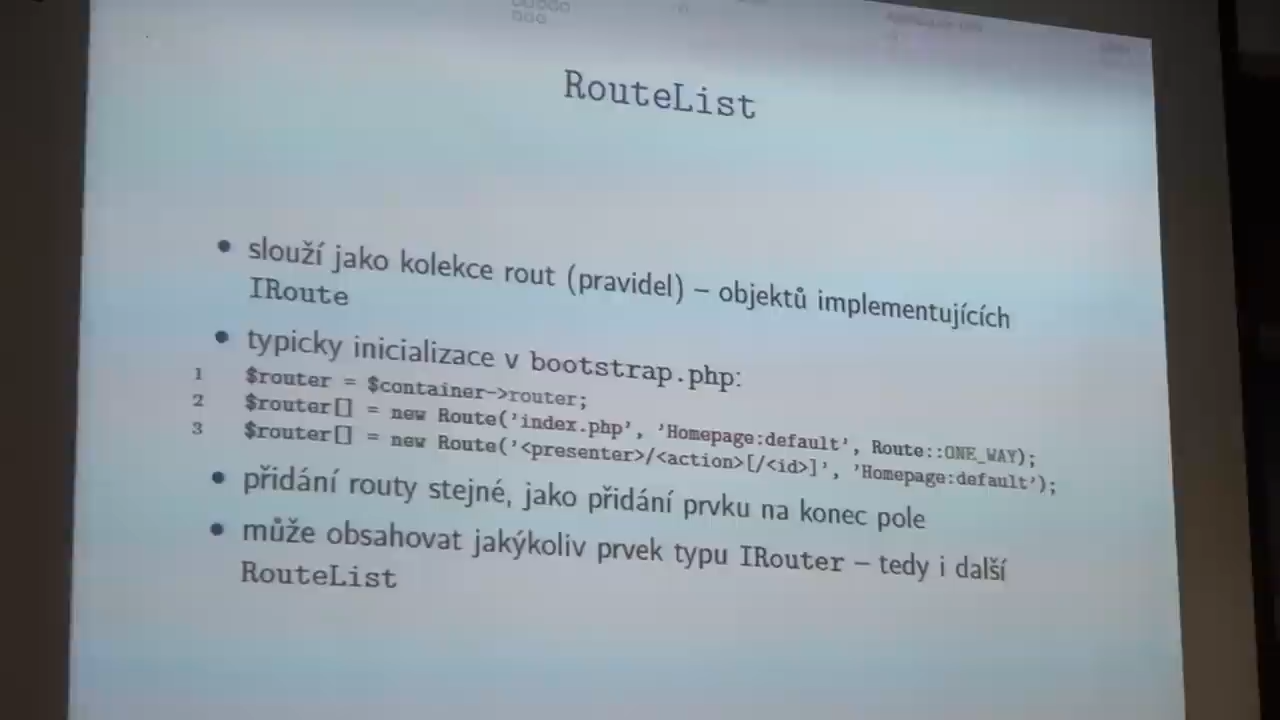 RouteList
• slouží jako kolekce rout (pravidel) – objektů implementujících
IRoute
• typicky inicializace v bootstrap.php:
1 $router = $container->router;
2 $router[] = new Route('index.php', 'Homepage:default', Route::ONE_WAY);
3 $router[] = new Route('<presenter>/<action>[/<id>]', 'Homepage:default');
• přidání routy stejné, jako přidání prvku na konec pole
• může obsahovat jakýkoliv prvek typu IRouter – tedy i další
RouteList